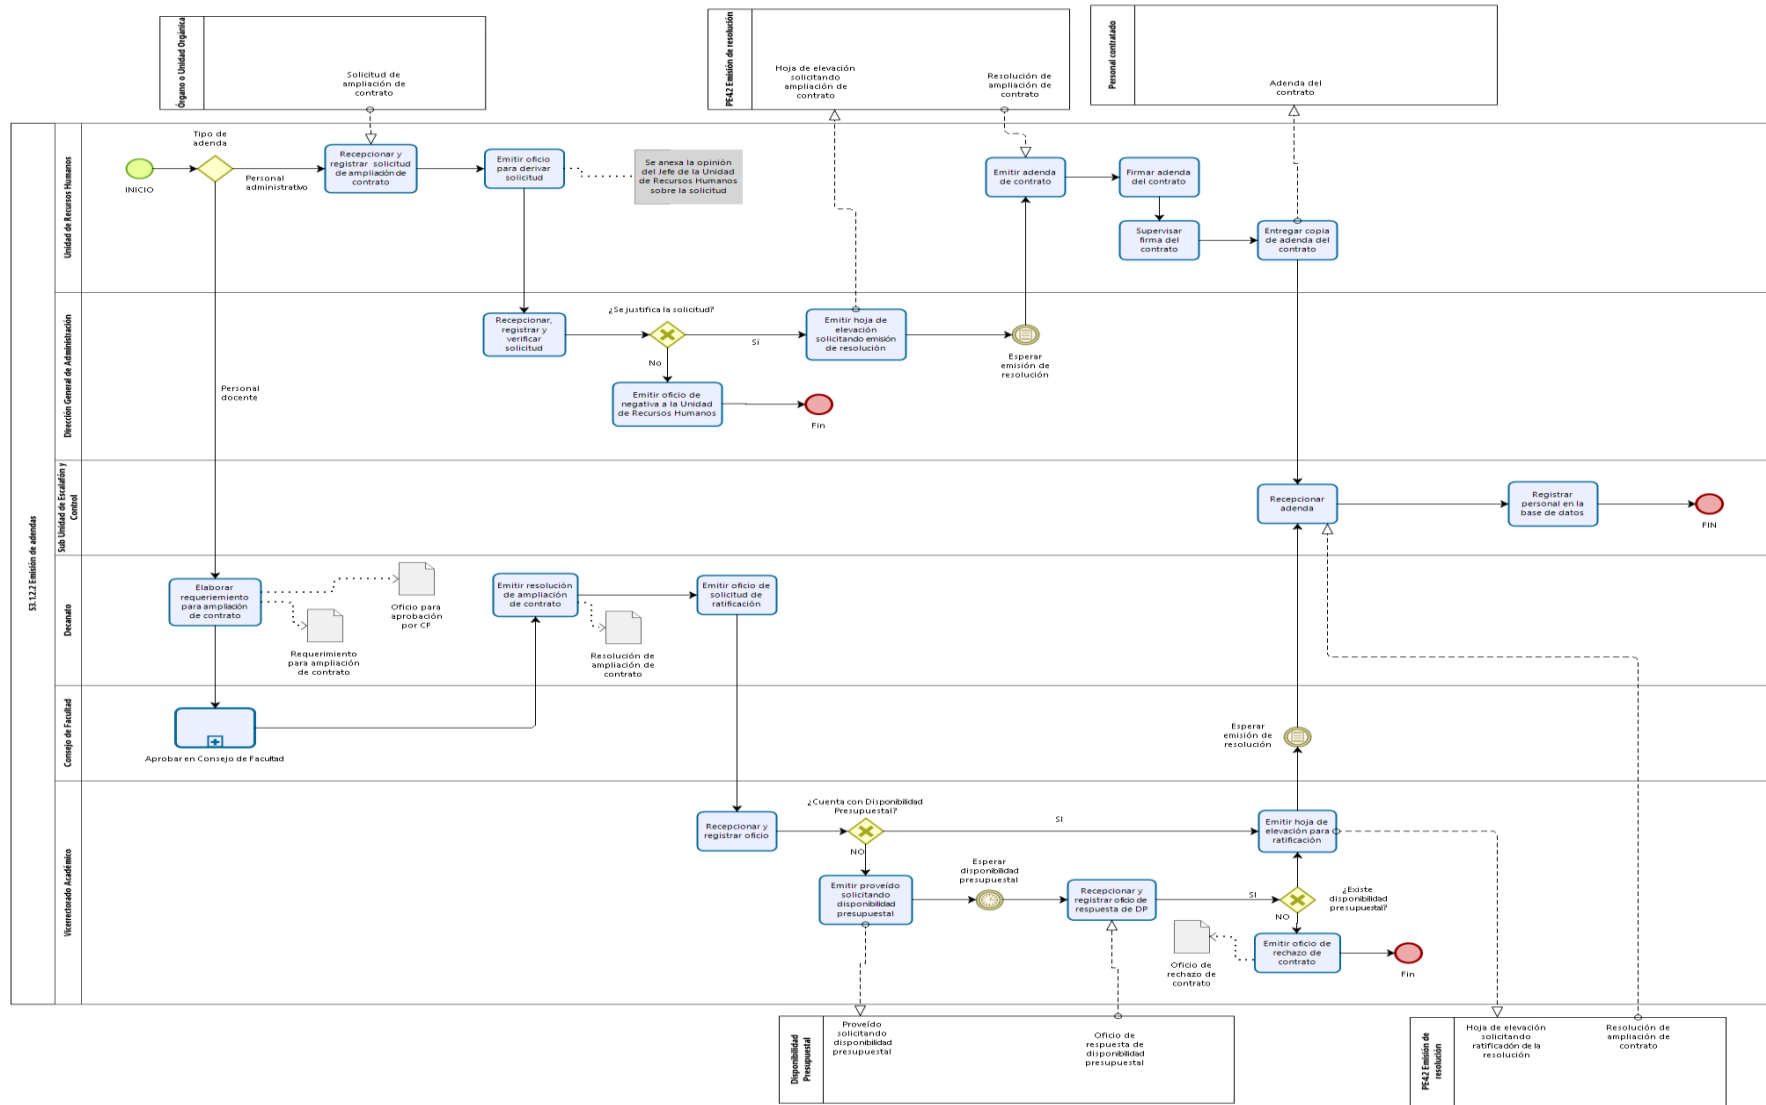 Órgano o Unidad Orgánica
Solicitud de
ampliación de
contrato
PE4.2 Emisión de resolución
Hoja de elevación
solicitando
ampliación de
contrato
Resolución de
ampliación de
contrato
Personal contratado
Adenda del
contrato
S3.1.2.2 Emisión de adendas
Unidad de Recursos Humanos
INICIO
Tipo de
adenda
Personal
administrativo
Recepcionar y
registrar solicitud
de ampliación de
contrato
Emitir oficio
para derivar
solicitud
Se anexa la opinión
del Jefe de la Unidad
de Recursos Humanos
sobre la solicitud
Emitir adenda
de contrato
Firmar adenda
del contrato
Supervisar
firma del
contrato
Entregar copia
de adenda del
contrato
Dirección General de Administración
Personal
docente
Recepcionar,
registrar y
verificar
solicitud
¿Se justifica la solicitud?
Si
No
Emitir hoja de
elevación
solicitando emisión
de resolución
Esperar
emisión de
resolución
Emitir oficio de
negativa a la Unidad
de Recursos Humanos
Fin
Sub Unidad de Escalafón y
Control
Recepcionar
adenda
Registrar
personal en la
base de datos
FIN
Decanato
Elaborar
requeriemiento
para ampliación
de contrato
Oficio para
aprobación
por CF
Requerimiento
para ampliación
de contrato
Emitir resolución
de ampliación
de contrato
Resolución de
ampliación de
contrato
Emitir oficio de
solicitud de
ratificación
Consejo de Facultad
Aprobar en Consejo de Facultad
Esperar
emisión de
resolución
Vicerrectorado Académico
Recepcionar y
registrar oficio
¿Cuenta con Disponibilidad
Presupuestal?
SI
NO
Emitir hoja de
elevación para
ratificación
Emitir proveído
solicitando
disponibilidad
presupuestal
Esperar
disponibilidad
presupuestal
Recepcionar y
registrar oficio de
respuesta de DP
SI
¿Existe
disponibilidad
presupuestal?
NO
Oficio de
rechazo de
contrato
Emitir oficio de
rechazo de
contrato
Fin
Disponibilidad
Presupuestal
Proveído
solicitando
disponibilidad
presupuestal
Oficio de
respuesta de
disponibilidad
presupuestal
PE4.2 Emisión de
resolución
Hoja de elevación
solicitando
ratificación de la
resolución
Resolución de
ampliación de
contrato